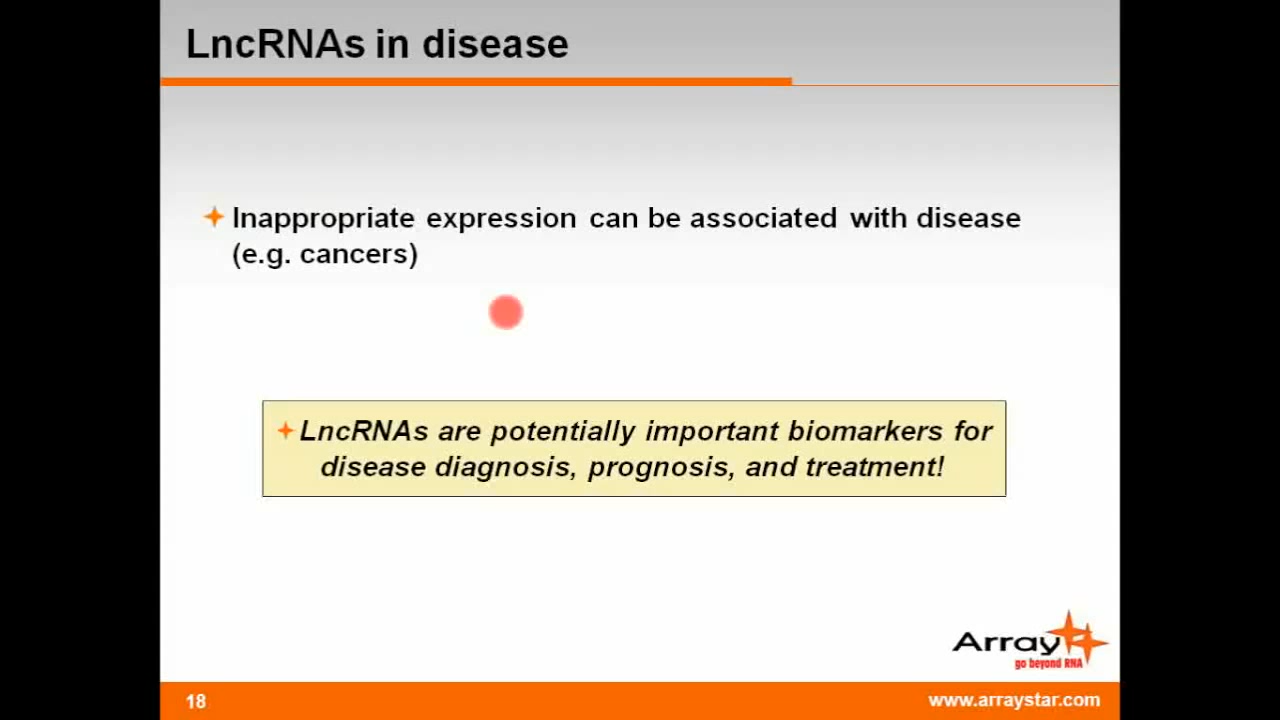 LncRNAs in disease
Inappropriate expression can be associated with disease
(e.g. cancers)
LncRNAs are potentially important biomarkers for
disease diagnosis, prognosis, and treatment!
Array
go beyond RNA
18
www.arraystar.com